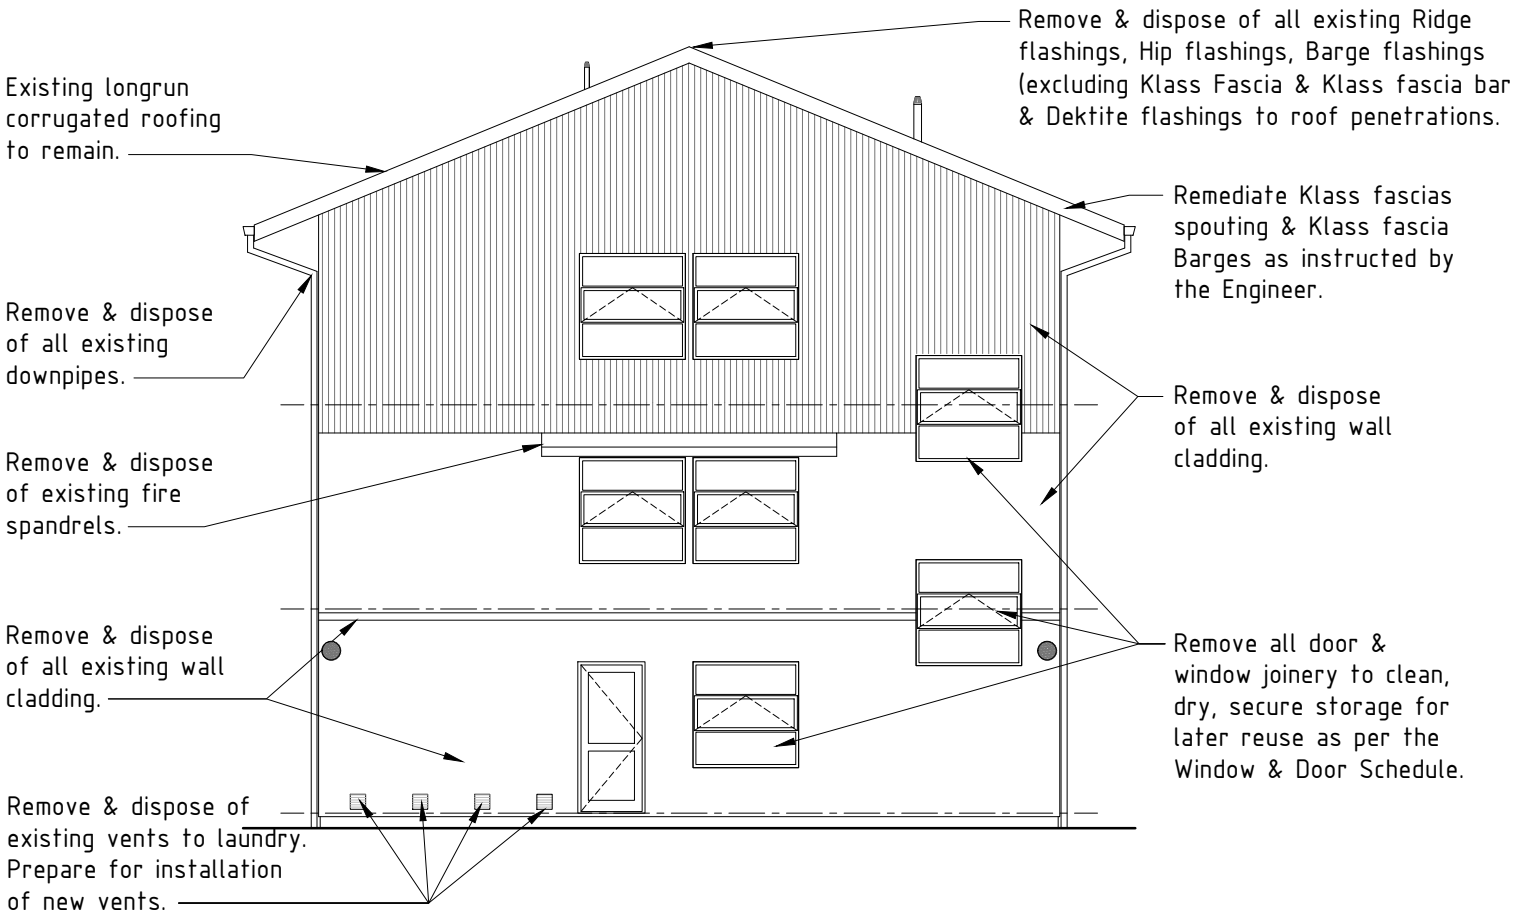 Remove & dispose of all existing Ridge
flashings, Hip flashings, Barge flashings
(excluding Klass Fascia & Klass fascia bar
& Dektite flashings to roof penetrations.
Existing longrun
corrugated roofing
to remain.
Remediate Klass fascias
spouting & Klass fascia
Barges as instructed by
the Engineer.
Remove & dispose
of all existing
downpipes.
Remove & dispose
of all existing wall
cladding.
Remove & dispose
of existing fire
spandrels.
Remove & dispose
of all existing wall
cladding.
Remove all door &
window joinery to clean,
dry, secure storage for
later reuse as per the
Window & Door Schedule.
Remove & dispose of
existing vents to laundry.
Prepare for installation
of new vents.